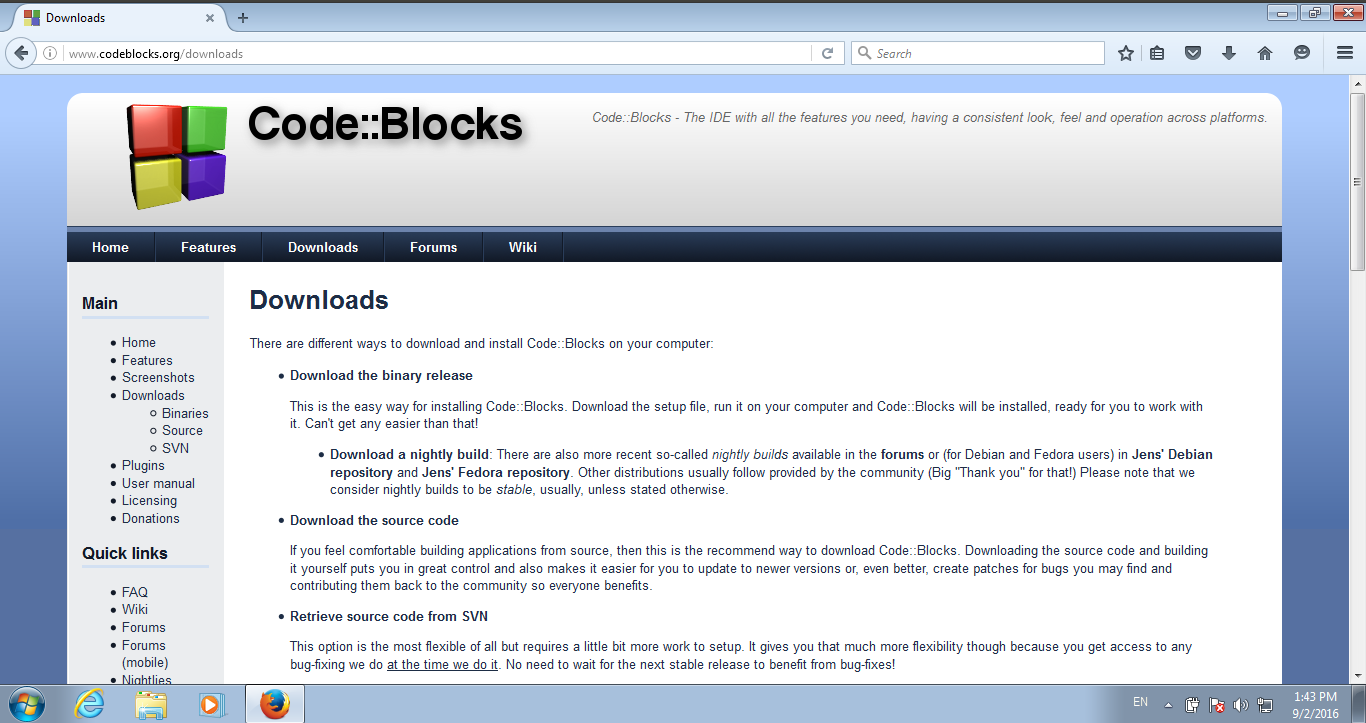 Downloads
www.codeblocks.org/downloads
Search
Code::Blocks
Code::Blocks - The IDE with all the features you need, having a consistent look, feel and operation across platforms.
Home Features Downloads Forums Wiki
Main
Home
Features
Screenshots
Downloads
Binaries
Source
SVN
Plugins
User manual
Licensing
Donations
Quick links
FAQ
Wiki
Forums
Forums
(mobile)
Nightlies
Downloads
There are different ways to download and install Code::Blocks on your computer:
Download the binary release
This is the easy way for installing Code::Blocks. Download the setup file, run it on your computer and Code::Blocks will be installed, ready for you to work with
it. Can't get any easier than that!
Download a nightly build: There are also more recent so-called nightly builds available in the forums or (for Debian and Fedora users) in Jens' Debian
repository and Jens' Fedora repository. Other distributions usually follow provided by the community (Big "Thank you" for that!) Please note that we
consider nightly builds to be stable, usually, unless stated otherwise.
Download the source code
If you feel comfortable building applications from source, then this is the recommend way to download Code::Blocks. Downloading the source code and building
it yourself puts you in great control and also makes it easier for you to update to newer versions or, even better, create patches for bugs you may find and
contributing them back to the community so everyone benefits.
Retrieve source code from SVN
This option is the most flexible of all but requires a little bit more work to setup. It gives you that much more flexibility though because you get access to any
bug-fixing we do at the time we do it. No need to wait for the next stable release to benefit from bug-fixes!
EN
1:43 PM
9/2/2016